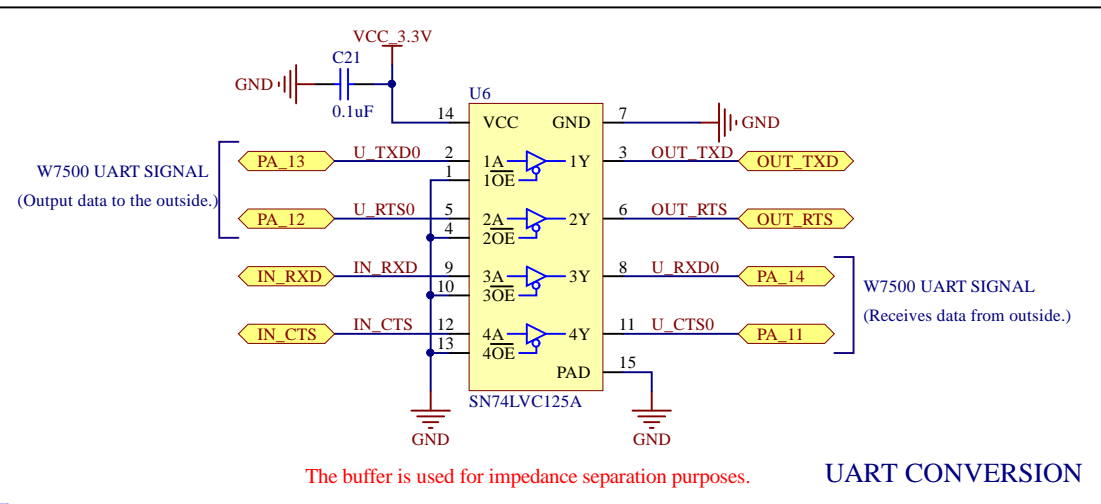 VCC_3.3V
C21
GND
0.1uF
U6
14 VCC GND 7 GND
W7500 UART SIGNAL
(Output data to the outside.)
PA_13 U_TXD0 2 1A 1Y 3 OUT_TXD OUT_TXD
1 1OE
PA_12 U_RTS0 5 2A 2Y 6 OUT_RTS OUT_RTS
4 2OE
IN_RXD IN_RXD 9 3A 3Y 8 U_RXD0 PA_14
10 3OE
W7500 UART SIGNAL
(Receives data from outside.)
IN_CTS IN_CTS 12 4A 4Y 11 U_CTS0 PA_11
13 4OE
PAD 15
SN74LVC125A
GND GND
The buffer is used for impedance separation purposes.
UART CONVERSION